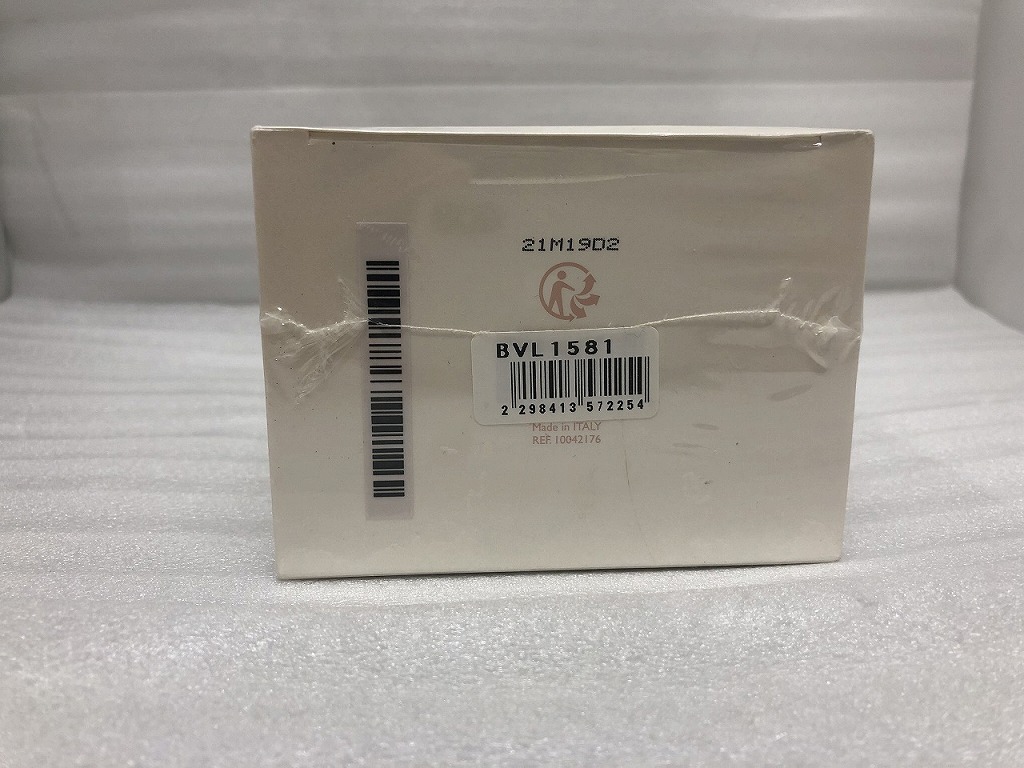 21M19D2
BVL1581
2 298413 572254
Made in ITALY
REF. 10042176